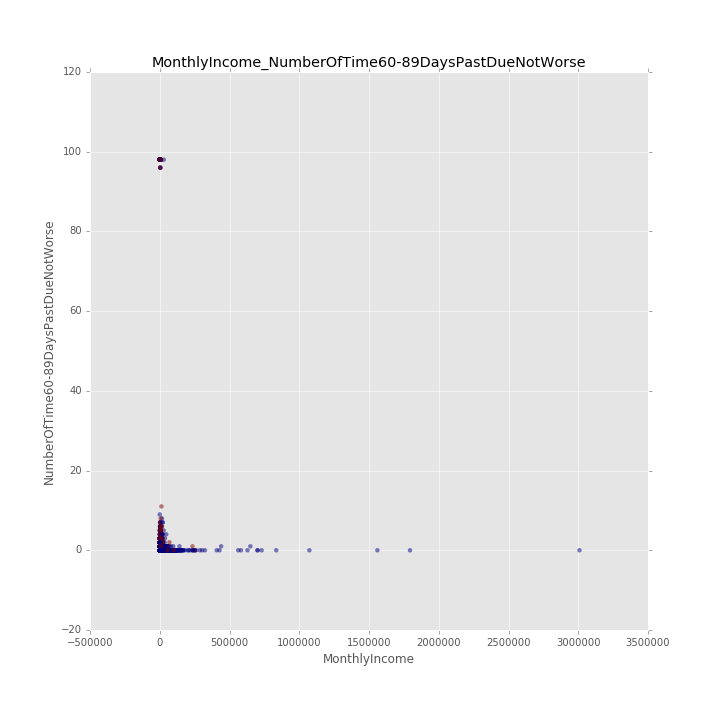 MonthlyIncome_NumberOfTime60-89DaysPastDueNotWorse
120
100
80
60
40
20
0
−20
NumberOfTime60-89DaysPastDueNotWorse
−500000 0 500000 1000000 1500000 2000000 2500000 3000000 3500000
MonthlyIncome